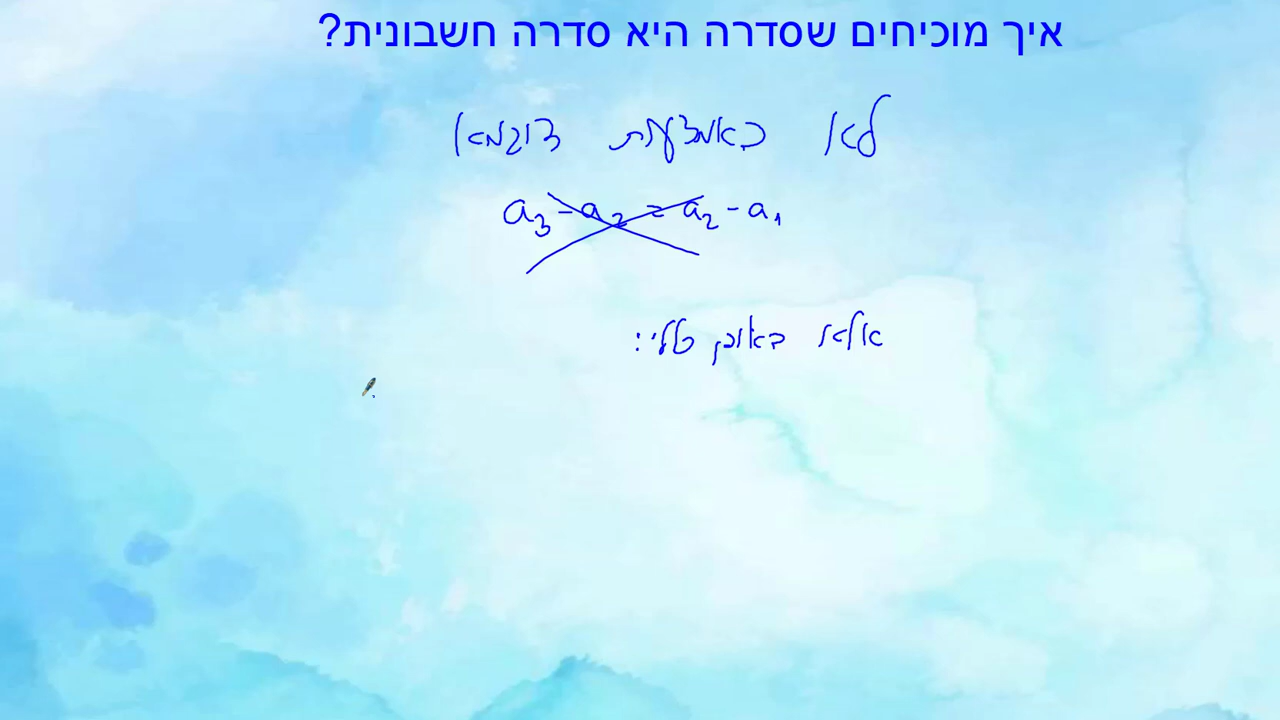 איך מוכיחים שסדרה היא סדרה חשבונית?
לא באמצעות דוגמא
a₃ - a₂ = a₂ - a₁
אלא באופן כללי: